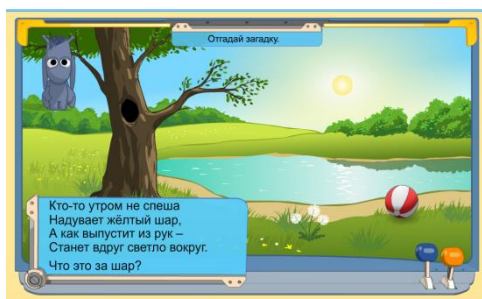 Отгадай загадку.
Кто-то утром не спеша
Надувает жёлтый шар,
А как выпустит из рук –
Станет вдруг светло вокруг.
Что это за шар?